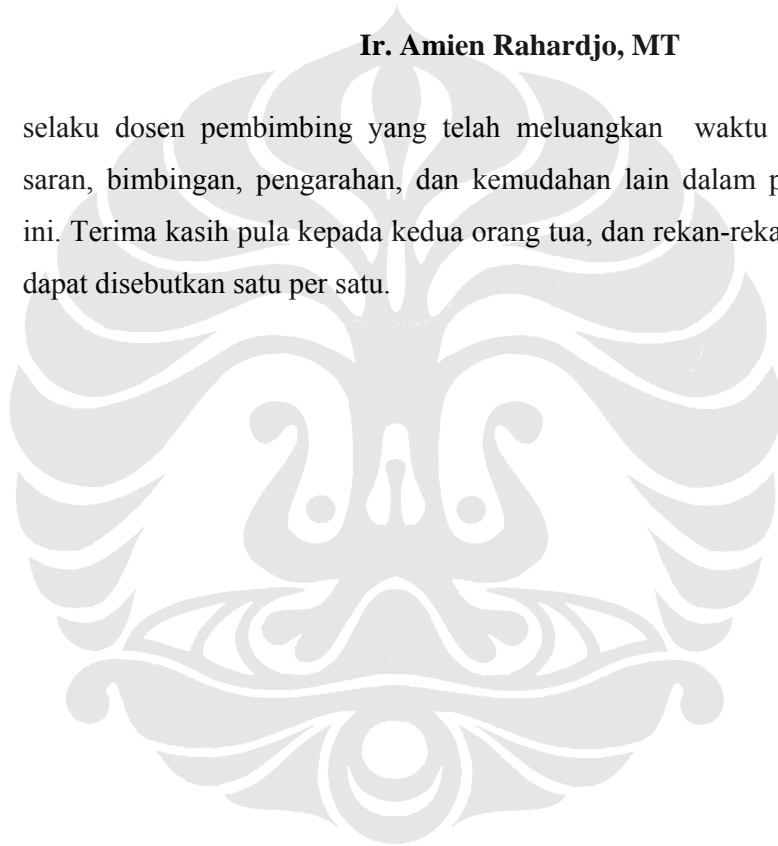 Ir. Amien Rahardjo, MT
selaku dosen pembimbing yang telah meluangkan waktu
saran, bimbingan, pengarahan, dan kemudahan lain dalam p
ini. Terima kasih pula kepada kedua orang tua, dan rekan-reka
dapat disebutkan satu per satu.